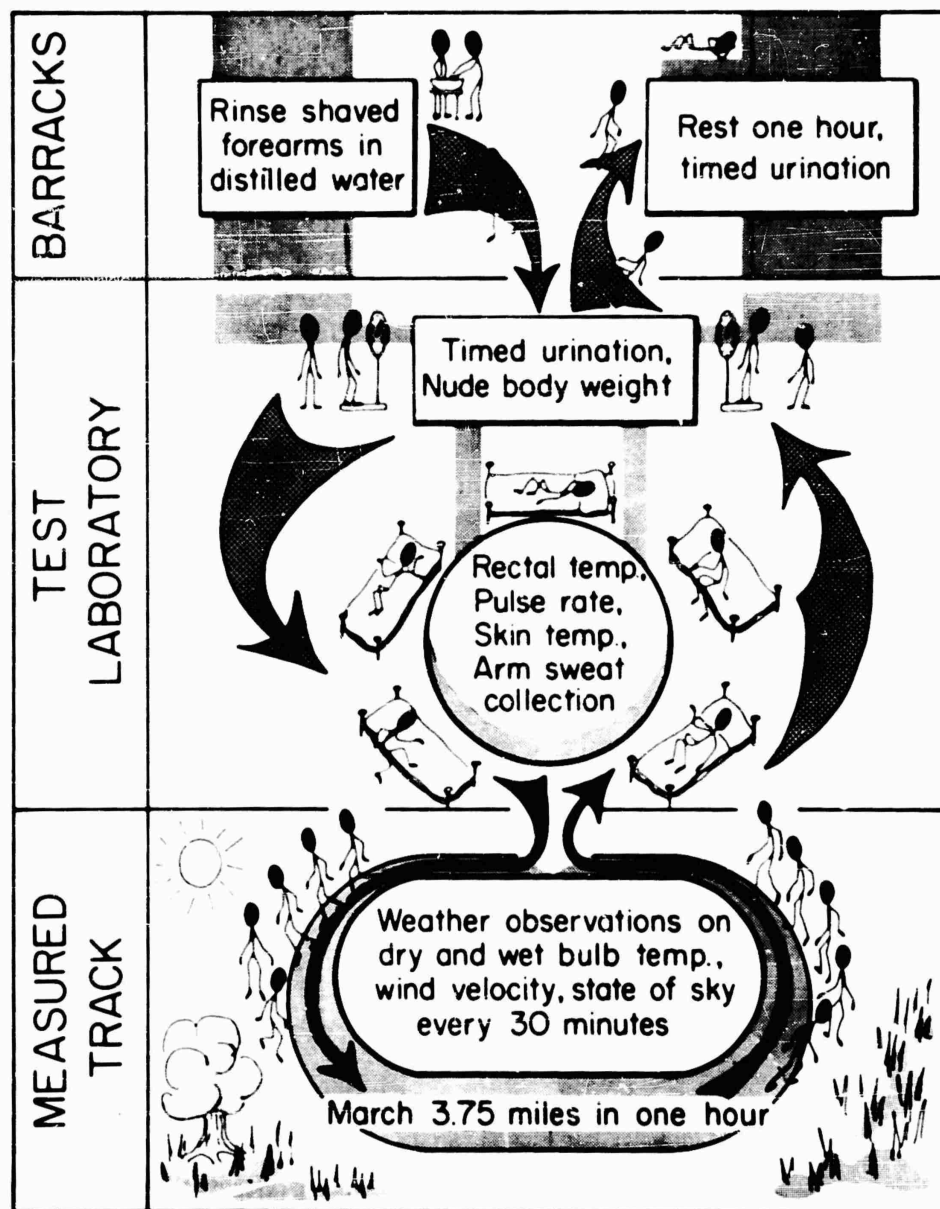 BARRACKS
Rinse shaved
forearms in
distilled water
Rest one hour,
timed urination
TEST
LABORATORY
Timed urination,
Nude body weight
Rectal temp.,
Pulse rate,
Skin temp.,
Arm sweat
collection
MEASURED
TRACK
Weather observations on
dry and wet bulb temp.,
wind velocity, state of sky
every 30 minutes
March 3.75 miles in one hour